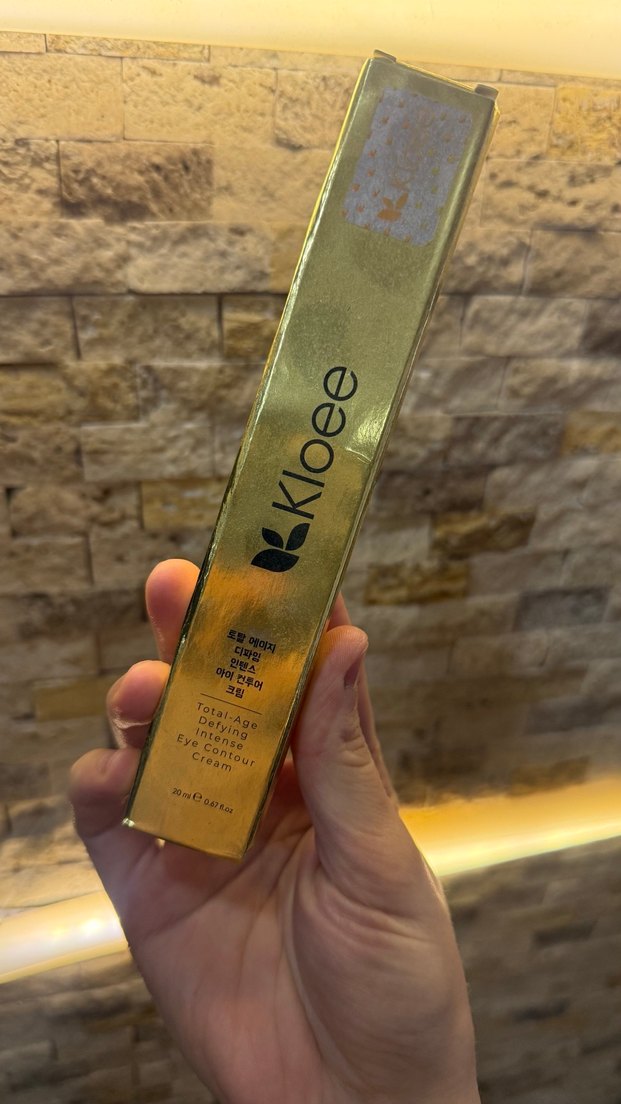 Kloee
토탈 에이지
디파잉
인텐스
아이 컨투어
크림
Total-Age
Defying
Intense
Eye Contour
Cream
20 ml ℮ 0.67 fl.oz